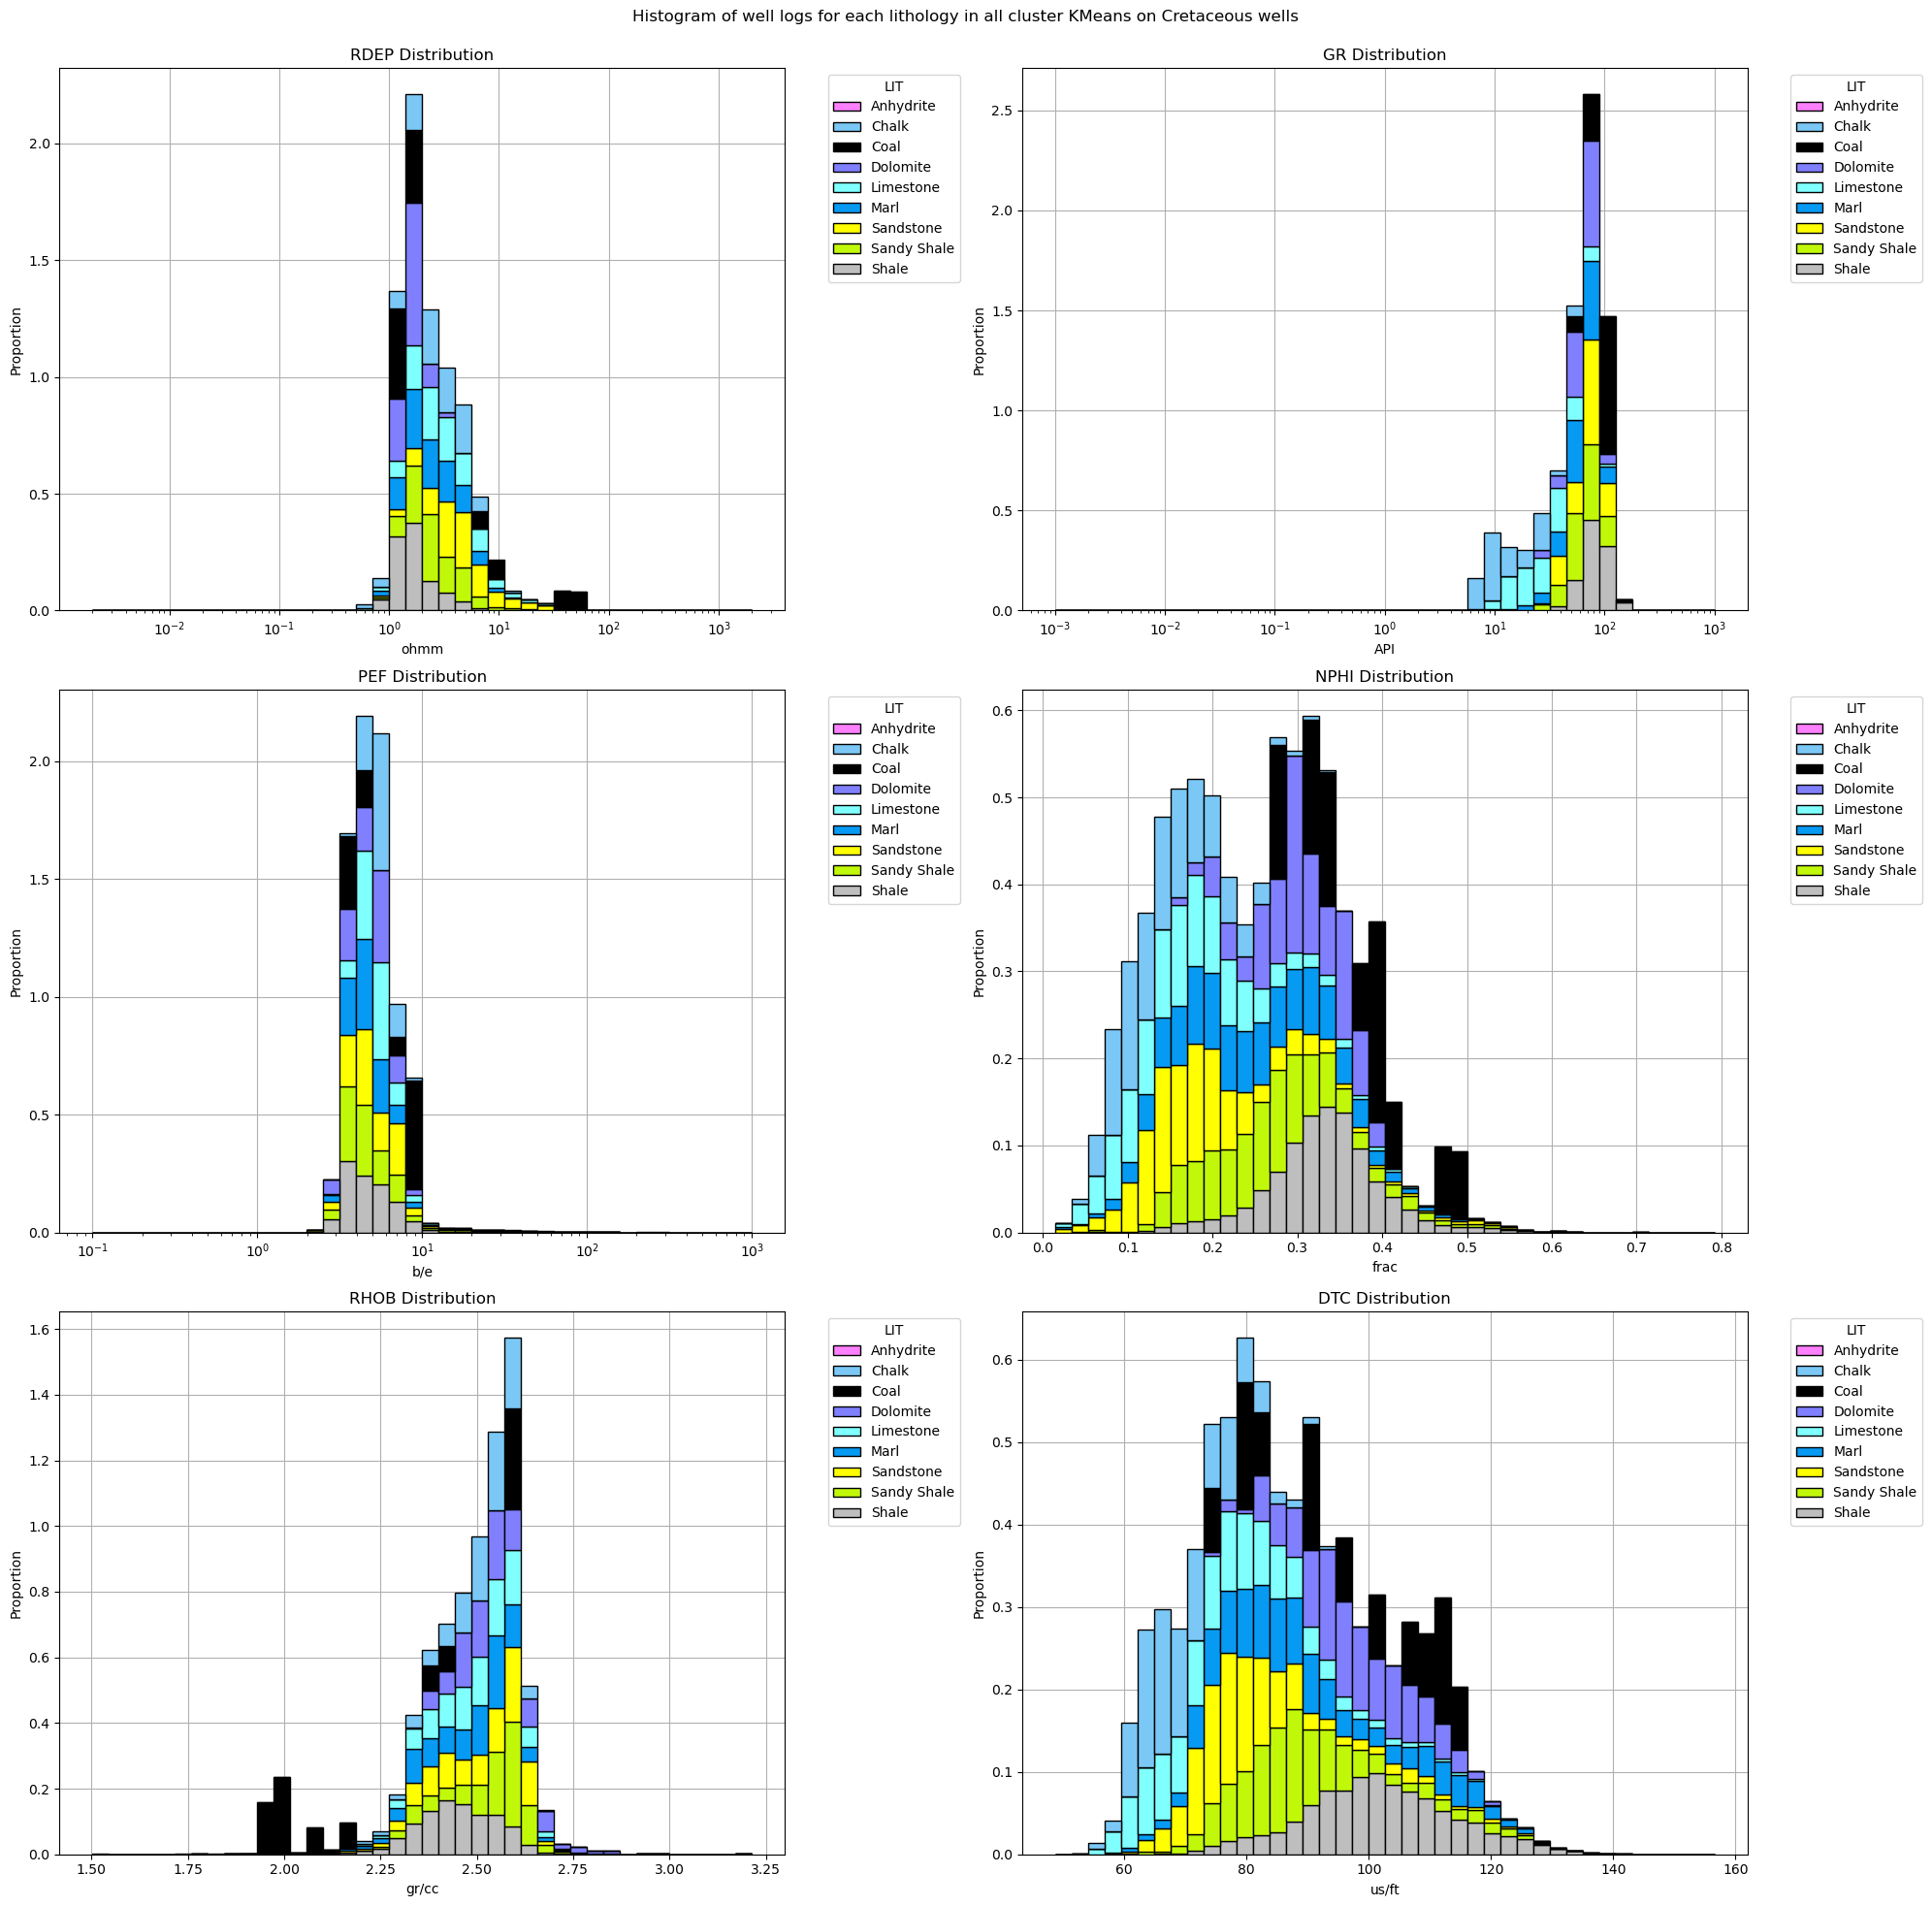 Histogram of well logs for each lithology in all cluster KMeans on Cretaceous wells
RDEP Distribution
Proportion
2.0
1.5
1.0
0.5
0.0
10⁻² 10⁻¹ 10⁰ 10¹ 10² 10³
ohmm
LIT
Anhydrite
Chalk
Coal
Dolomite
Limestone
Marl
Sandstone
Sandy Shale
Shale
GR Distribution
Proportion
2.5
2.0
1.5
1.0
0.5
0.0
10⁻³ 10⁻² 10⁻¹ 10⁰ 10¹ 10² 10³
API
LIT
Anhydrite
Chalk
Coal
Dolomite
Limestone
Marl
Sandstone
Sandy Shale
Shale
PEF Distribution
Proportion
2.0
1.5
1.0
0.5
0.0
10⁻¹ 10⁰ 10¹ 10² 10³
b/e
LIT
Anhydrite
Chalk
Coal
Dolomite
Limestone
Marl
Sandstone
Sandy Shale
Shale
NPHI Distribution
Proportion
0.6
0.5
0.4
0.3
0.2
0.1
0.0
0.0 0.1 0.2 0.3 0.4 0.5 0.6 0.7 0.8
frac
LIT
Anhydrite
Chalk
Coal
Dolomite
Limestone
Marl
Sandstone
Sandy Shale
Shale
RHOB Distribution
Proportion
1.6
1.4
1.2
1.0
0.8
0.6
0.4
0.2
0.0
1.50 1.75 2.00 2.25 2.50 2.75 3.00 3.25
gr/cc
LIT
Anhydrite
Chalk
Coal
Dolomite
Limestone
Marl
Sandstone
Sandy Shale
Shale
DTC Distribution
Proportion
0.6
0.5
0.4
0.3
0.2
0.1
0.0
60 80 100 120 140 160
us/ft
LIT
Anhydrite
Chalk
Coal
Dolomite
Limestone
Marl
Sandstone
Sandy Shale
Shale